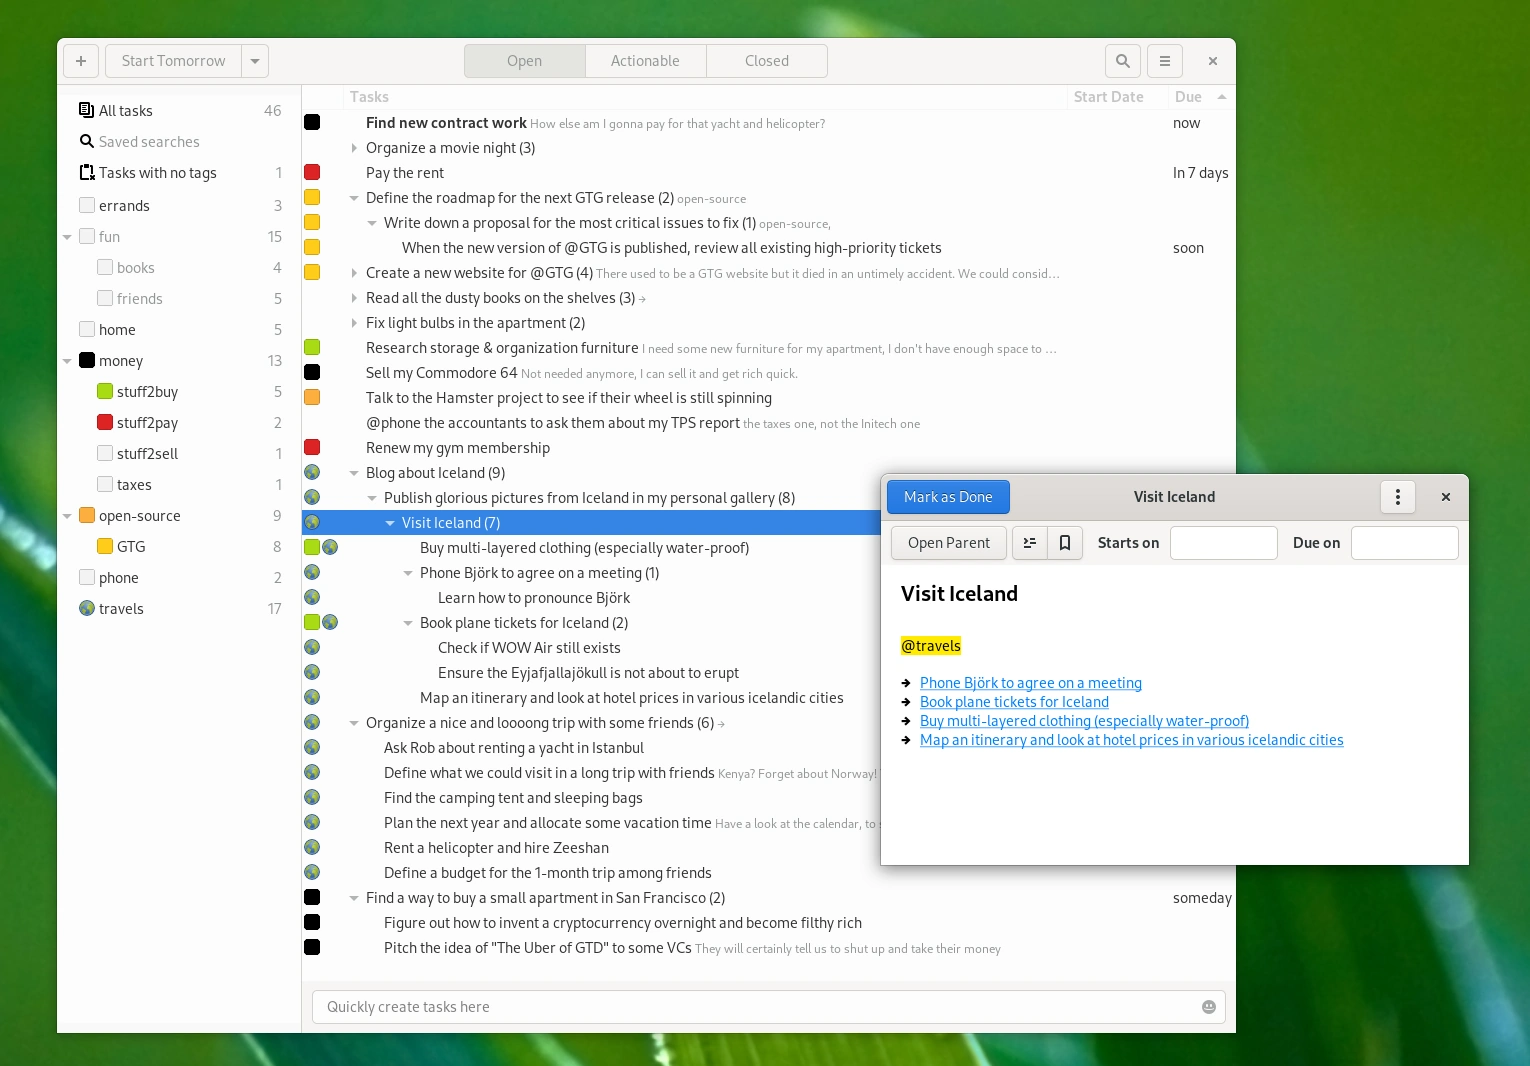 Start Tomorrow
Open
Actionable
Closed
All tasks 46
Saved searches
Tasks with no tags 1
errands 3
fun 15
books 4
friends 5
home 5
money 13
stuff2buy 5
stuff2pay 2
stuff2sell 1
taxes 1
open-source 9
GTG 8
phone 2
travels 17
Tasks Start Date Due
Find new contract work How else am I gonna pay for that yacht and helicopter? now
Organize a movie night (3)
Pay the rent In 7 days
Define the roadmap for the next GTG release (2) open-source
Write down a proposal for the most critical issues to fix (1) open-source,
When the new version of @GTG is published, review all existing high-priority tickets soon
Create a new website for @GTG (4) There used to be a GTG website but it died in an untimely accident. We could consid…
Read all the dusty books on the shelves (3) →
Fix light bulbs in the apartment (2)
Research storage & organization furniture I need some new furniture for my apartment, I don't have enough space to …
Sell my Commodore 64 Not needed anymore, I can sell it and get rich quick.
Talk to the Hamster project to see if their wheel is still spinning
@phone the accountants to ask them about my TPS report the taxes one, not the Initech one
Renew my gym membership
Blog about Iceland (9)
Publish glorious pictures from Iceland in my personal gallery (8)
Visit Iceland (7)
Buy multi-layered clothing (especially water-proof)
Phone Björk to agree on a meeting (1)
Learn how to pronounce Björk
Book plane tickets for Iceland (2)
Check if WOW Air still exists
Ensure the Eyjafjallajökull is not about to erupt
Map an itinerary and look at hotel prices in various icelandic cities
Organize a nice and loooong trip with some friends (6) →
Ask Rob about renting a yacht in Istanbul
Define what we could visit in a long trip with friends Kenya? Forget about Norway!
Find the camping tent and sleeping bags
Plan the next year and allocate some vacation time Have a look at the calendar, to
Rent a helicopter and hire Zeeshan
Define a budget for the 1-month trip among friends
Find a way to buy a small apartment in San Francisco (2) someday
Figure out how to invent a cryptocurrency overnight and become filthy rich
Pitch the idea of "The Uber of GTD" to some VCs They will certainly tell us to shut up and take their money
Quickly create tasks here
Mark as Done
Visit Iceland
Open Parent
Starts on
Due on
Visit Iceland
@travels
➔ Phone Björk to agree on a meeting
➔ Book plane tickets for Iceland
➔ Buy multi-layered clothing (especially water-proof)
➔ Map an itinerary and look at hotel prices in various icelandic cities